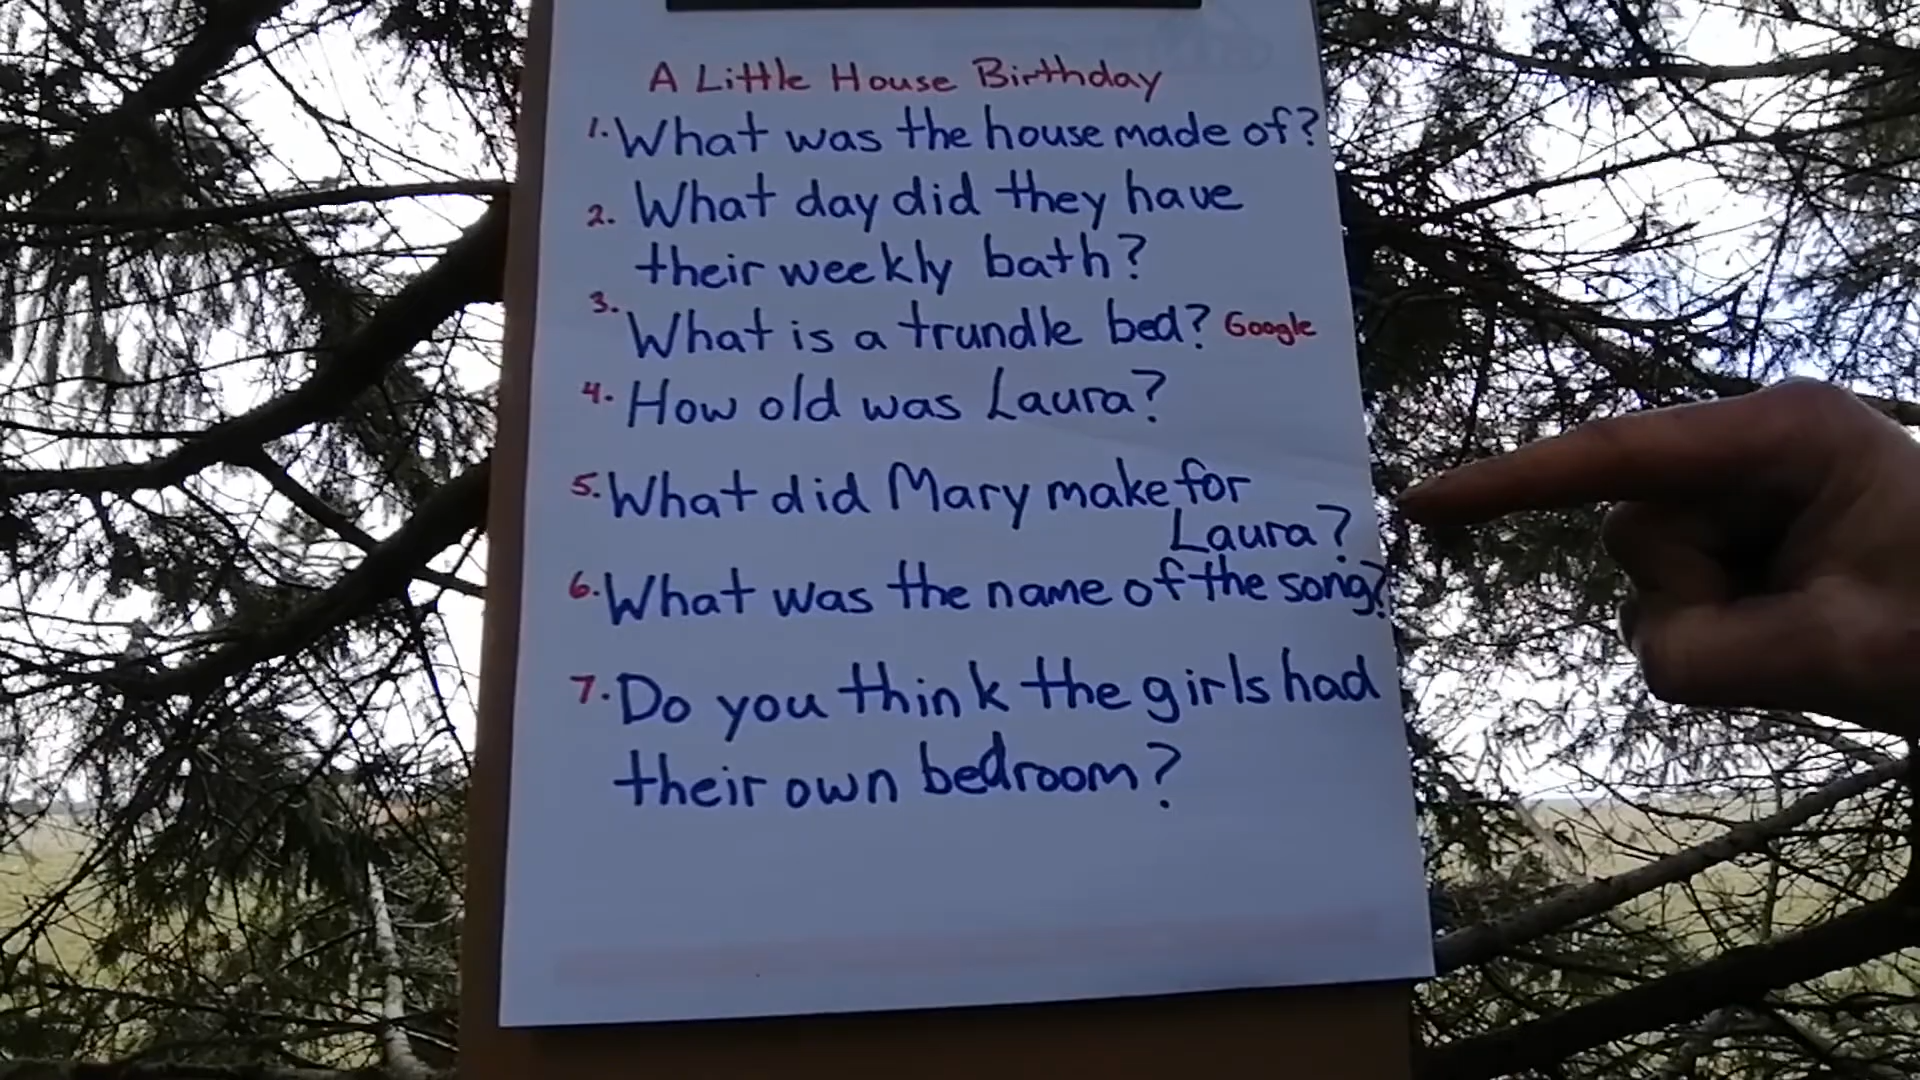 A Little House Birthday
1. What was the house made of?
2. What day did they have
their weekly bath?
3. What is a trundle bed? Google
4. How old was Laura?
5. What did Mary make for
Laura?
6. What was the name of the song?
7. Do you think the girls had
their own bedroom?